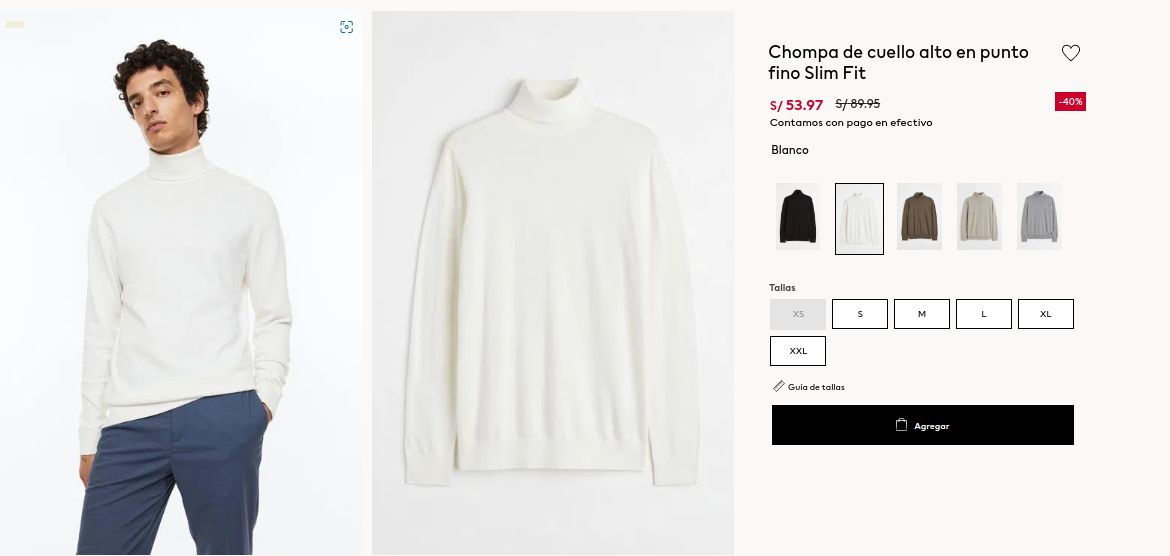 Chompa de cuello alto en punto
fino Slim Fit
S/ 53.97 S/ 89.95
-40%
Contamos con pago en efectivo
Blanco
Tallas
XS S M L XL
XXL
Guía de tallas
Agregar